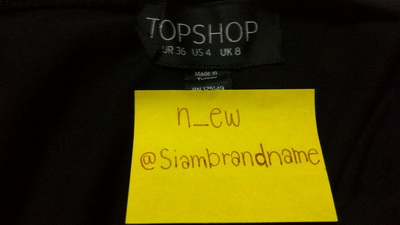 TOPSHOP
EUR 36 US 4 UK 8
Made in
n_ew
@Siambrandname